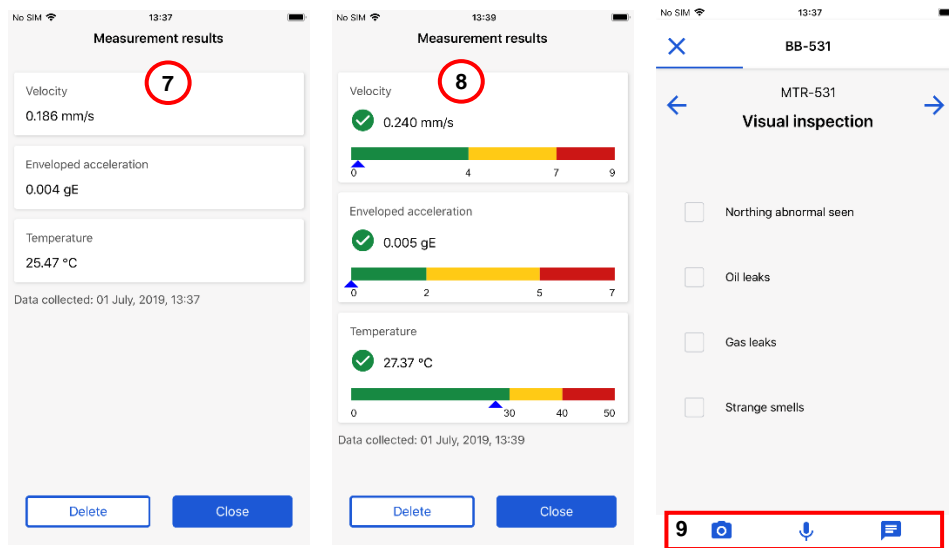 No SIM 13:37
Measurement results
7
Velocity
0.186 mm/s
Enveloped acceleration
0.004 gE
Temperature
25.47 °C
Data collected: 01 July, 2019, 13:37
Delete Close
No SIM 13:39
Measurement results
8
Velocity
0.240 mm/s
0 4 7 9
Enveloped acceleration
0.005 gE
0 2 5 7
Temperature
27.37 °C
0 30 40 50
Data collected: 01 July, 2019, 13:39
Delete Close
No SIM 13:37
BB-531
MTR-531
Visual inspection
Northing abnormal seen
Oil leaks
Gas leaks
Strange smells
9